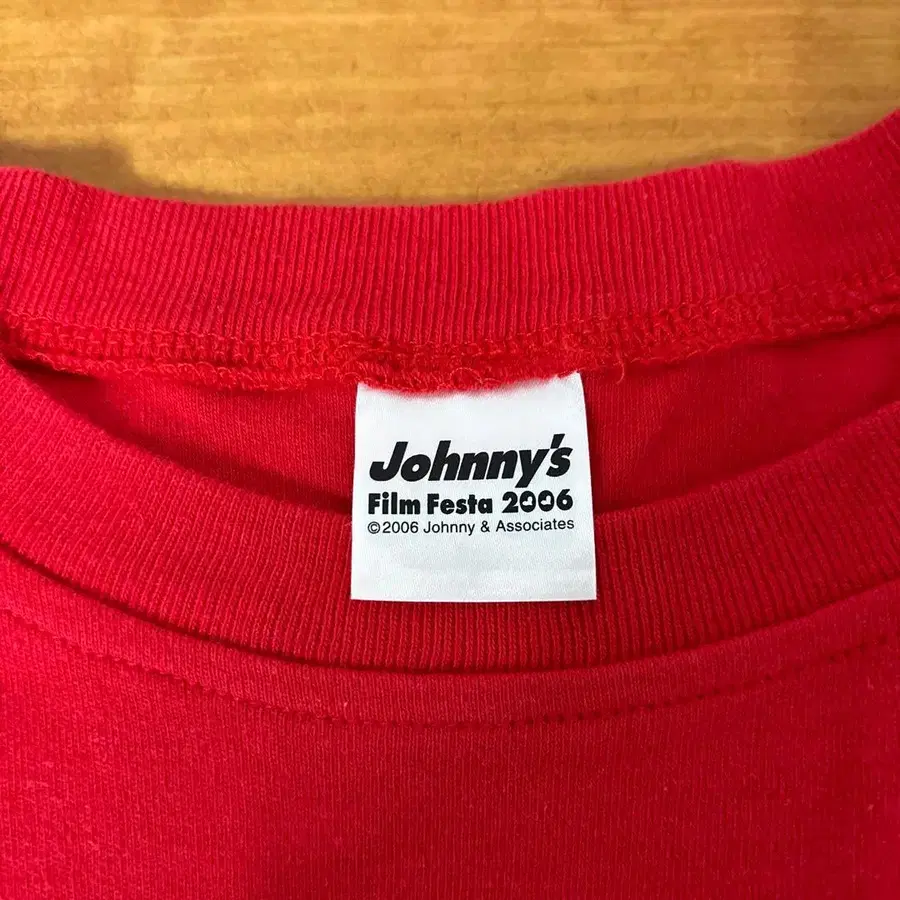 Johnny's
Film Festa 2006
©2006 Johnny & Associates